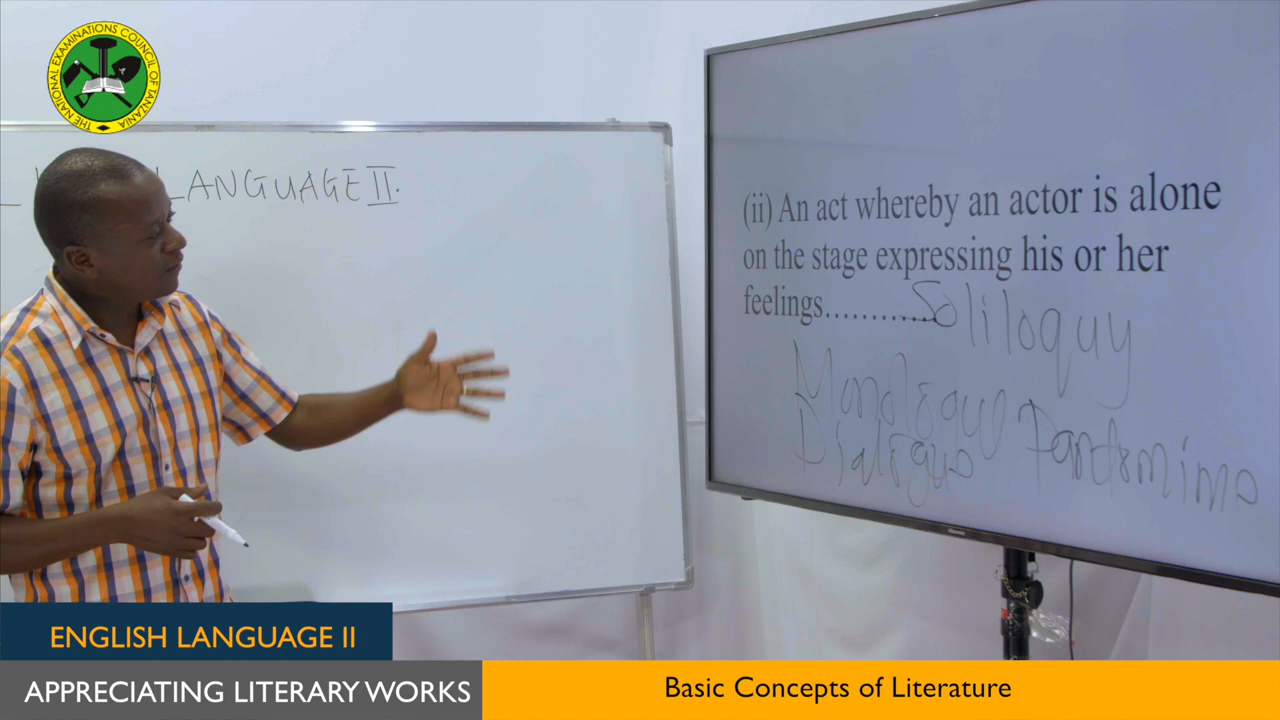 THE NATIONAL EXAMINATIONS COUNCIL OF TANZANIA
LANGUAGE II.
(ii) An act whereby an actor is alone
on the stage expressing his or her
feelings............Soliloquy
Monologue
Dialogue Pantomime
ENGLISH LANGUAGE II
APPRECIATING LITERARY WORKS
Basic Concepts of Literature